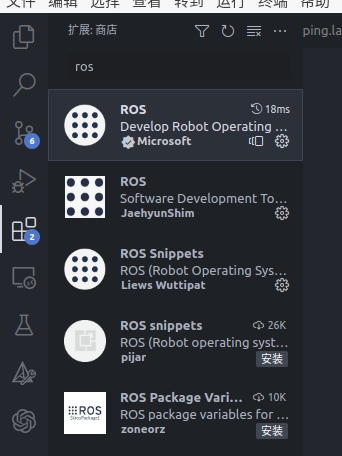 文件 编辑 选择 查看 转到 运行 终端 帮助
扩展: 商店
ping.la
ros
6
2
ROS
18ms
Develop Robot Operating ...
Microsoft
ROS
Software Development To...
JaehyunShim
ROS Snippets
ROS (Robot Operating Sys...
Liews Wuttipat
ROS snippets
26K
ROS (Robot operating syst...
pijar
安装
ROS
ROS Package Vari...
10K
ROS package variables for ...
zoneorz
安装